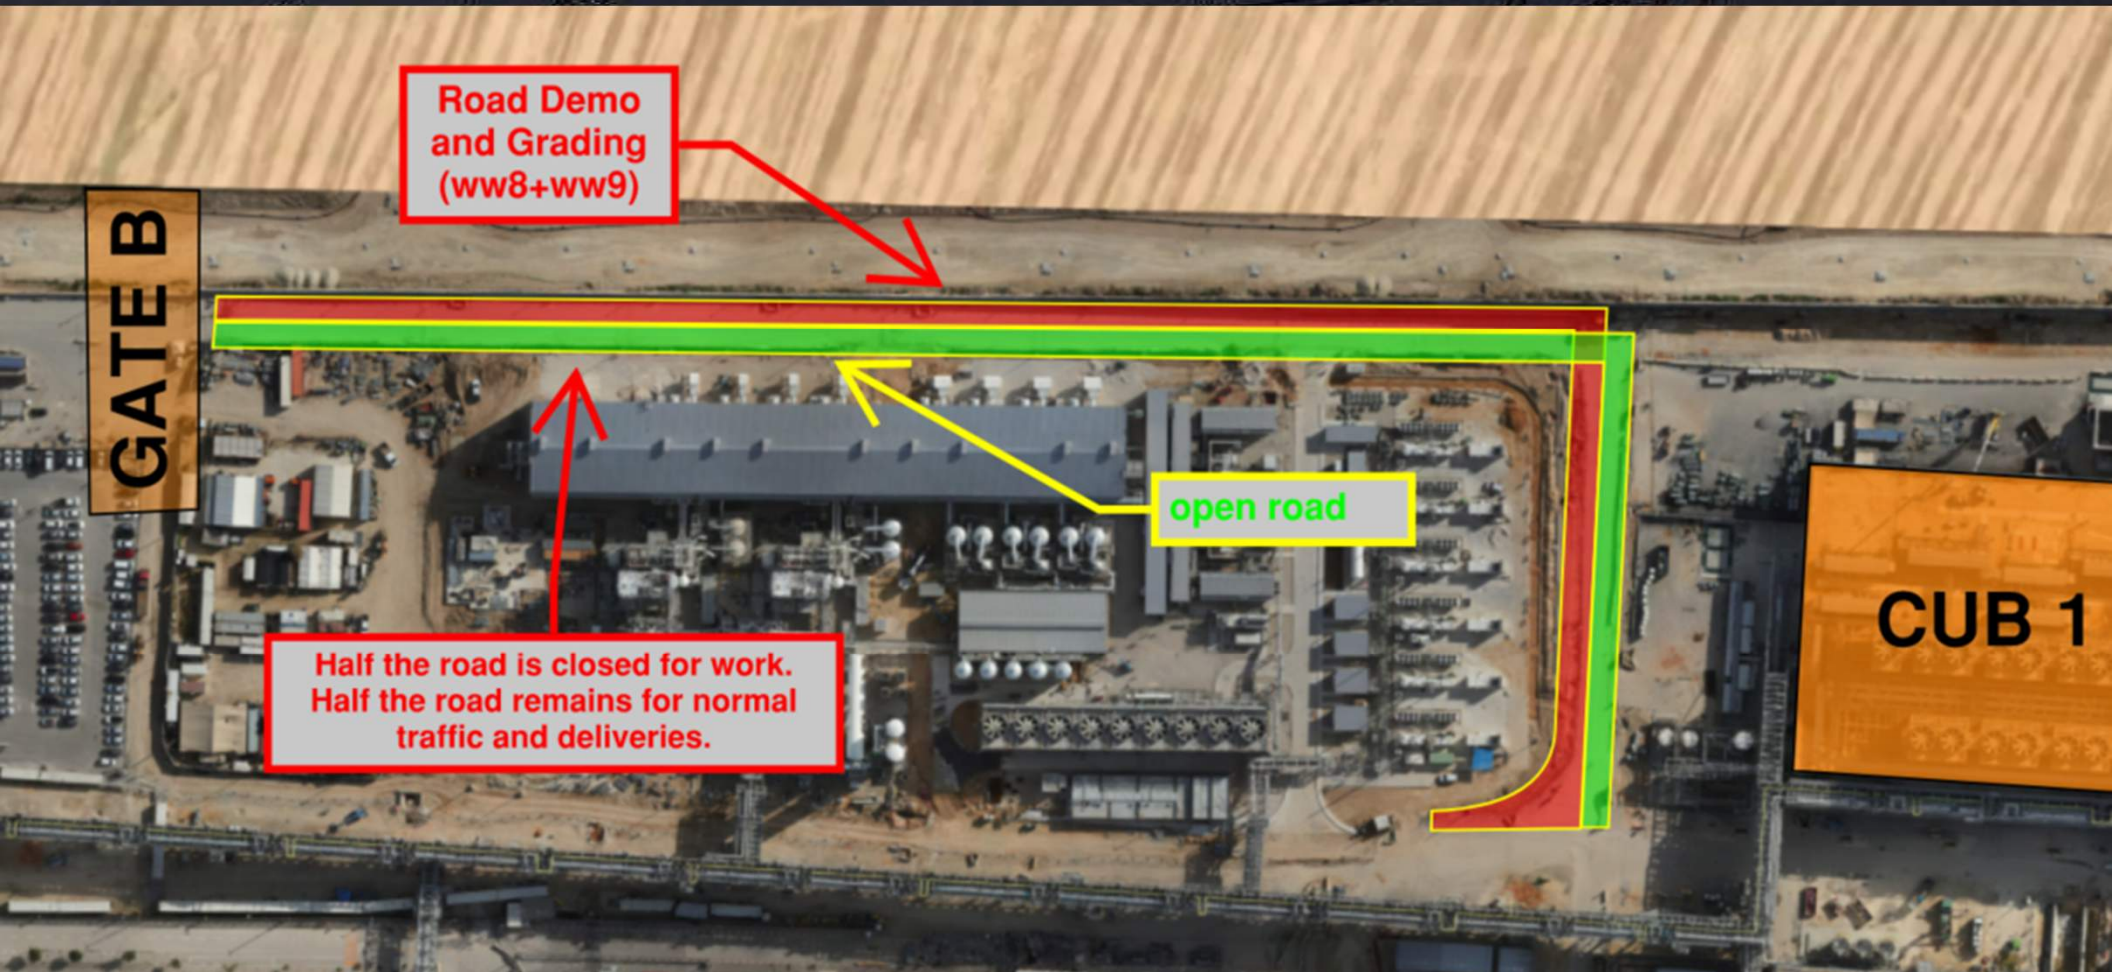 Road Demo
and Grading
(ww8+ww9)
GATE B
open road
CUB 1
Half the road is closed for work.
Half the road remains for normal
traffic and deliveries.